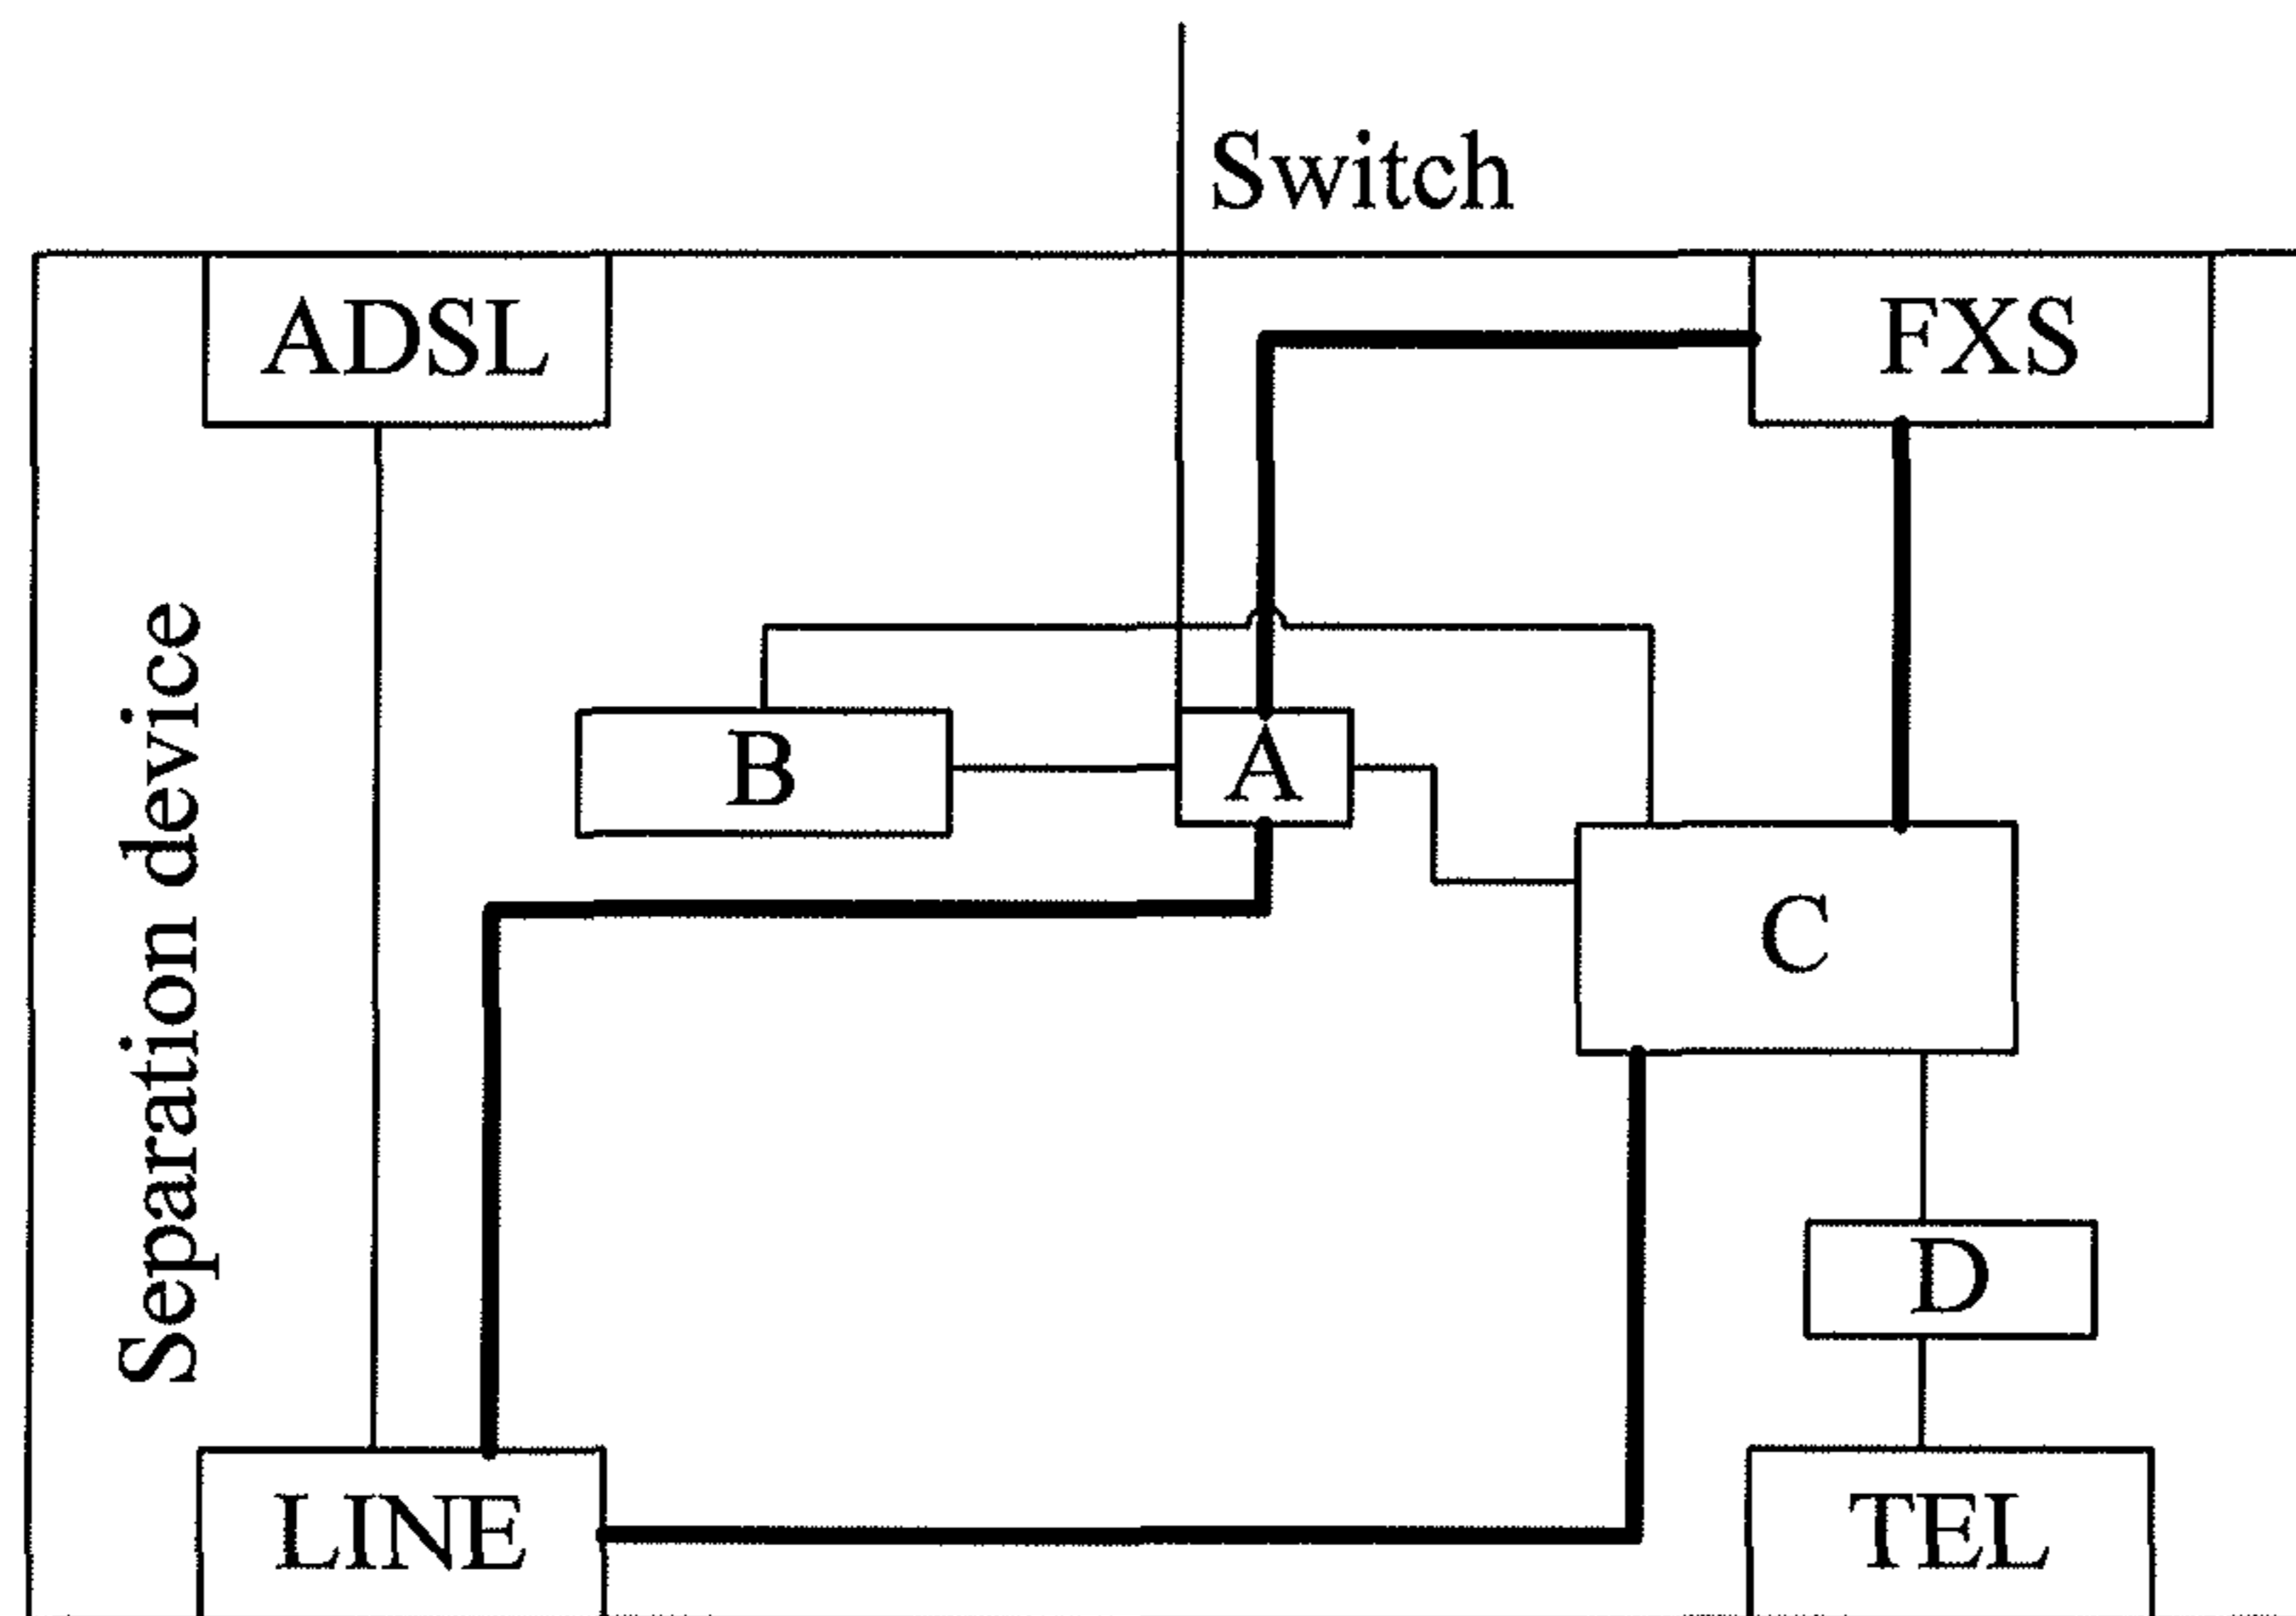 Switch
ADSL
FXS
Separation device
B
A
C
D
LINE
TEL